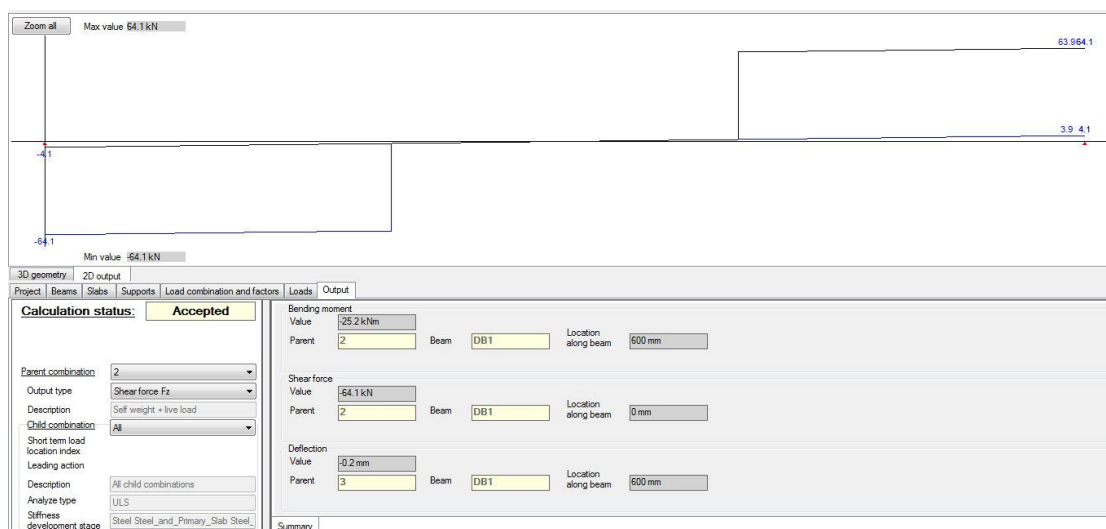 Zoom all Max value 64.1 kN
63.964.1
3.9 4.1
-4.1
-64.1
Min value -64.1 kN
3D geometry 2D output
Project Beams Slabs Supports Load combination and factors Loads Output
Calculation status: Accepted
Parent combination 2
Output type Shear force Fz
Description Self weight + live load
Child combination All
Short term load location index
Leading action
Description All child combinations
Analyze type ULS
Stiffness development stage Steel Steel_and_Primary_Slab Steel_
Bending moment
Value -25.2 kNm
Parent 2 Beam DB1 Location along beam 600 mm
Shear force
Value -64.1 kN
Parent 2 Beam DB1 Location along beam 0 mm
Deflection
Value -0.2 mm
Parent 3 Beam DB1 Location along beam 600 mm
Summary